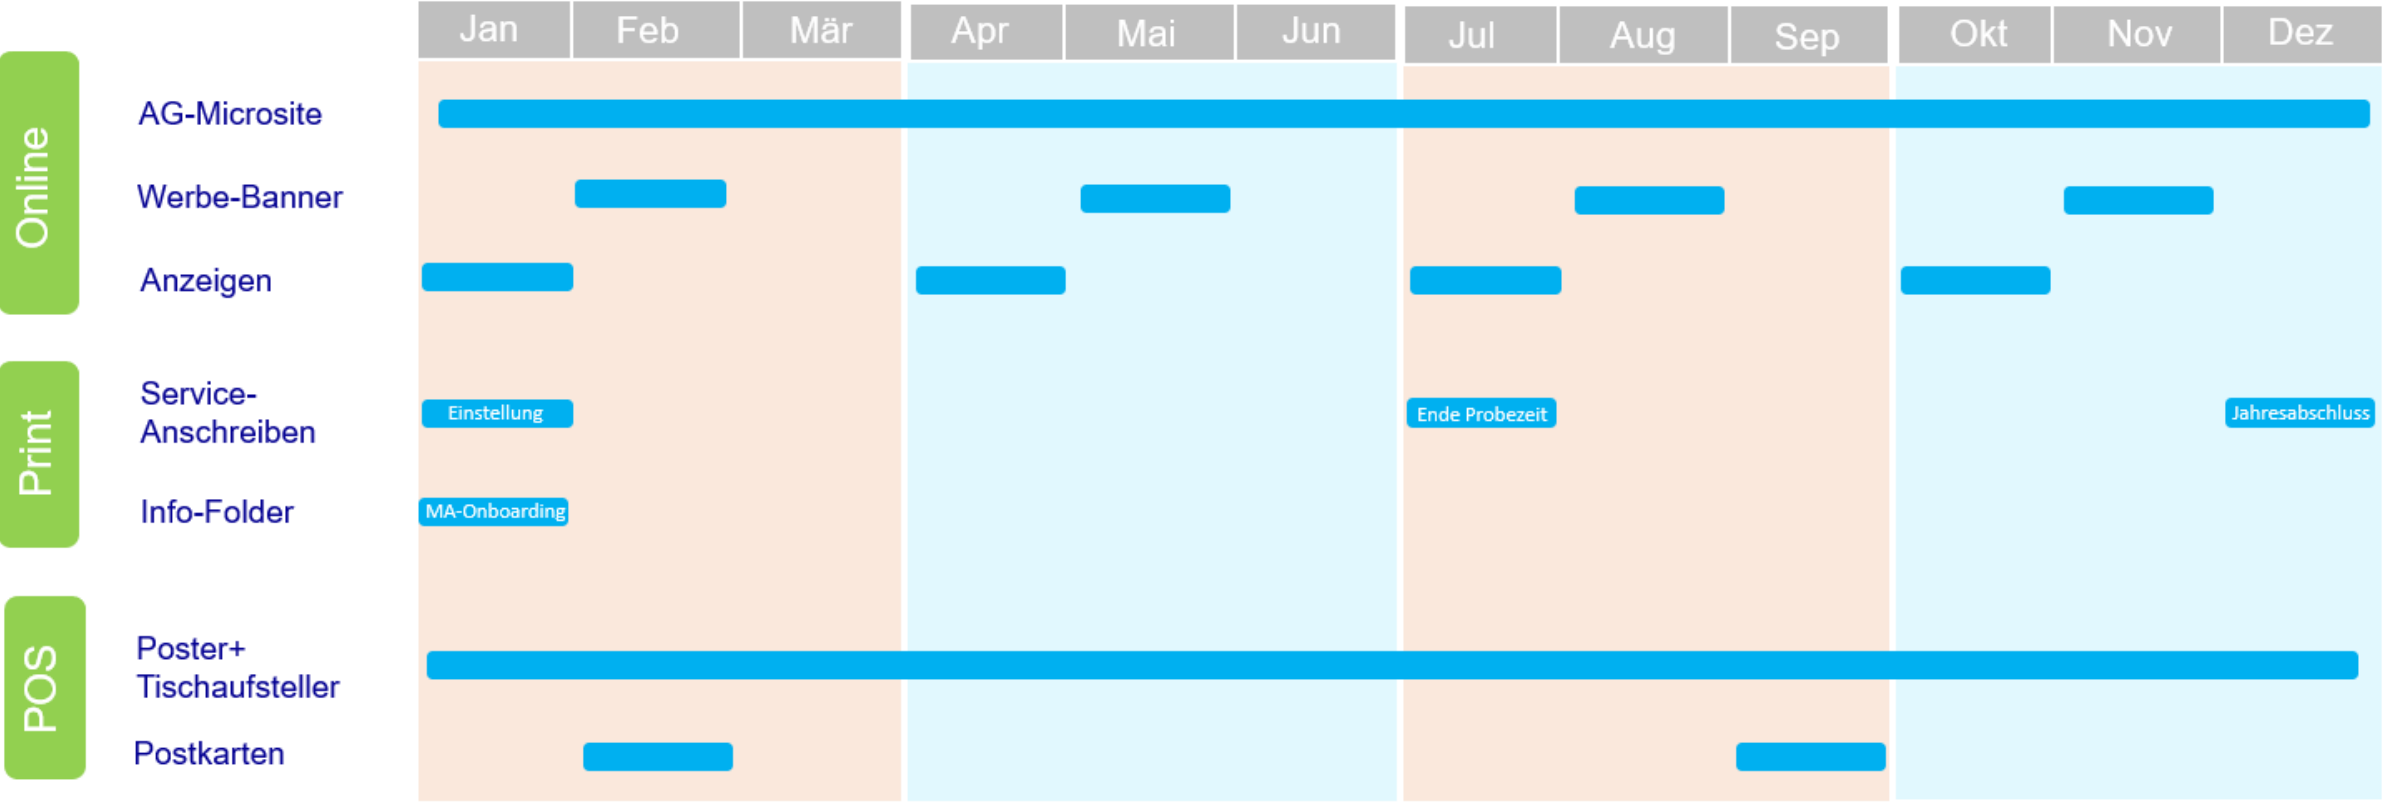 Jan Feb Mär Apr Mai Jun Jul Aug Sep Okt Nov Dez
Online
AG-Microsite
Werbe-Banner
Anzeigen
Print
Service-
Anschreiben
Einstellung Ende Probezeit Jahresabschluss
Info-Folder
MA-Onboarding
POS
Poster+
Tischaufsteller
Postkarten